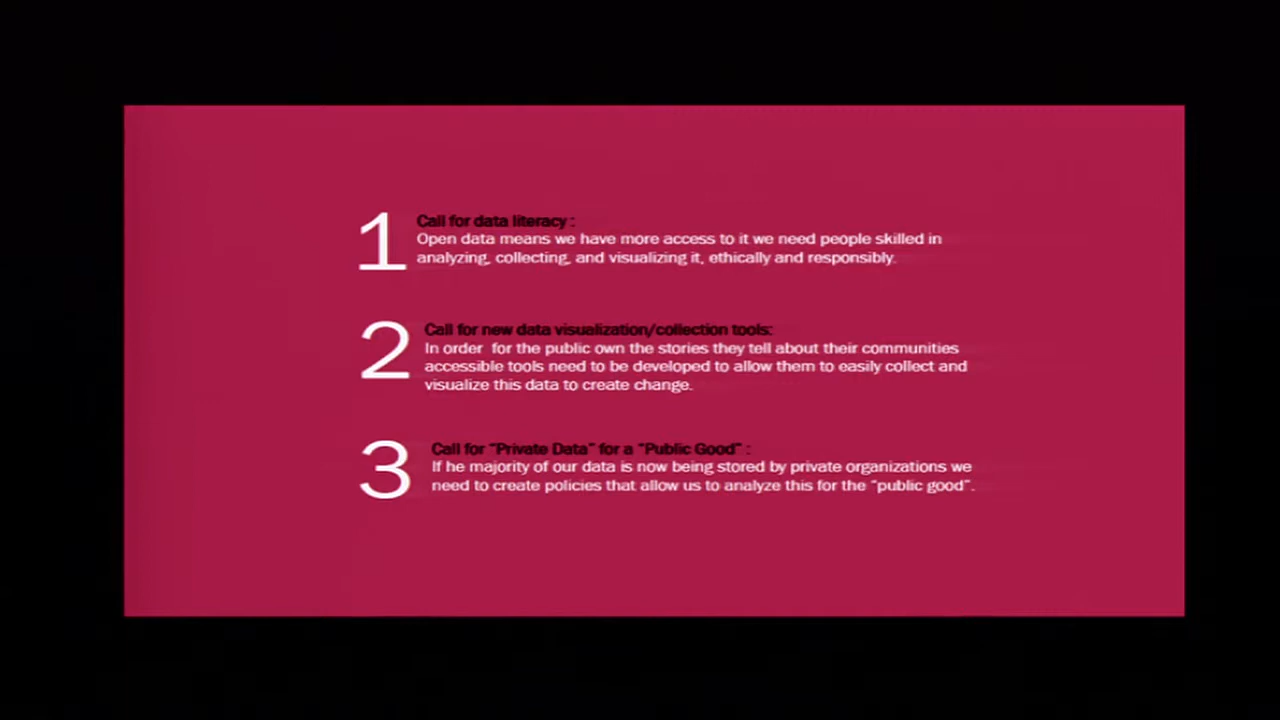 1
Call for data literacy :
Open data means we have more access to it we need people skilled in
analyzing, collecting, and visualizing it, ethically and responsibly.
2
Call for new data visualization/collection tools:
In order for the public own the stories they tell about their communities
accessible tools need to be developed to allow them to easily collect and
visualize this data to create change.
3
Call for “Private Data” for a “Public Good” :
If he majority of our data is now being stored by private organizations we
need to create policies that allow us to analyze this for the “public good”.